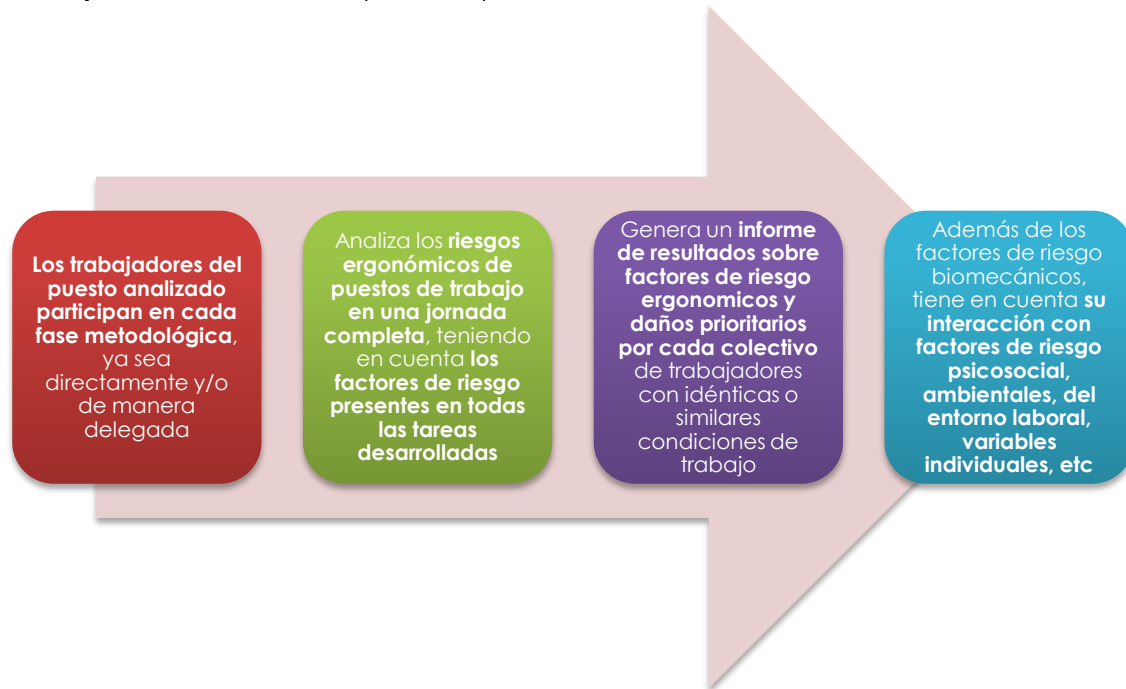 Los trabajadores del
puesto analizado
participan en cada
fase metodológica,
ya sea
directamente y/o
de manera
delegada
Analiza los riesgos
ergonómicos de
puestos de trabajo
en una jornada
completa, teniendo
en cuenta los
factores de riesgo
presentes en todas
las tareas
desarrolladas
Genera un informe
de resultados sobre
factores de riesgo
ergonomicos y
daños prioritarios
por cada colectivo
de trabajadores
con idénticas o
similares
condiciones de
trabajo
Además de los
factores de riesgo
biomecánicos,
tiene en cuenta su
interacción con
factores de riesgo
psicosocial,
ambientales, del
entorno laboral,
variables
individuales, etc